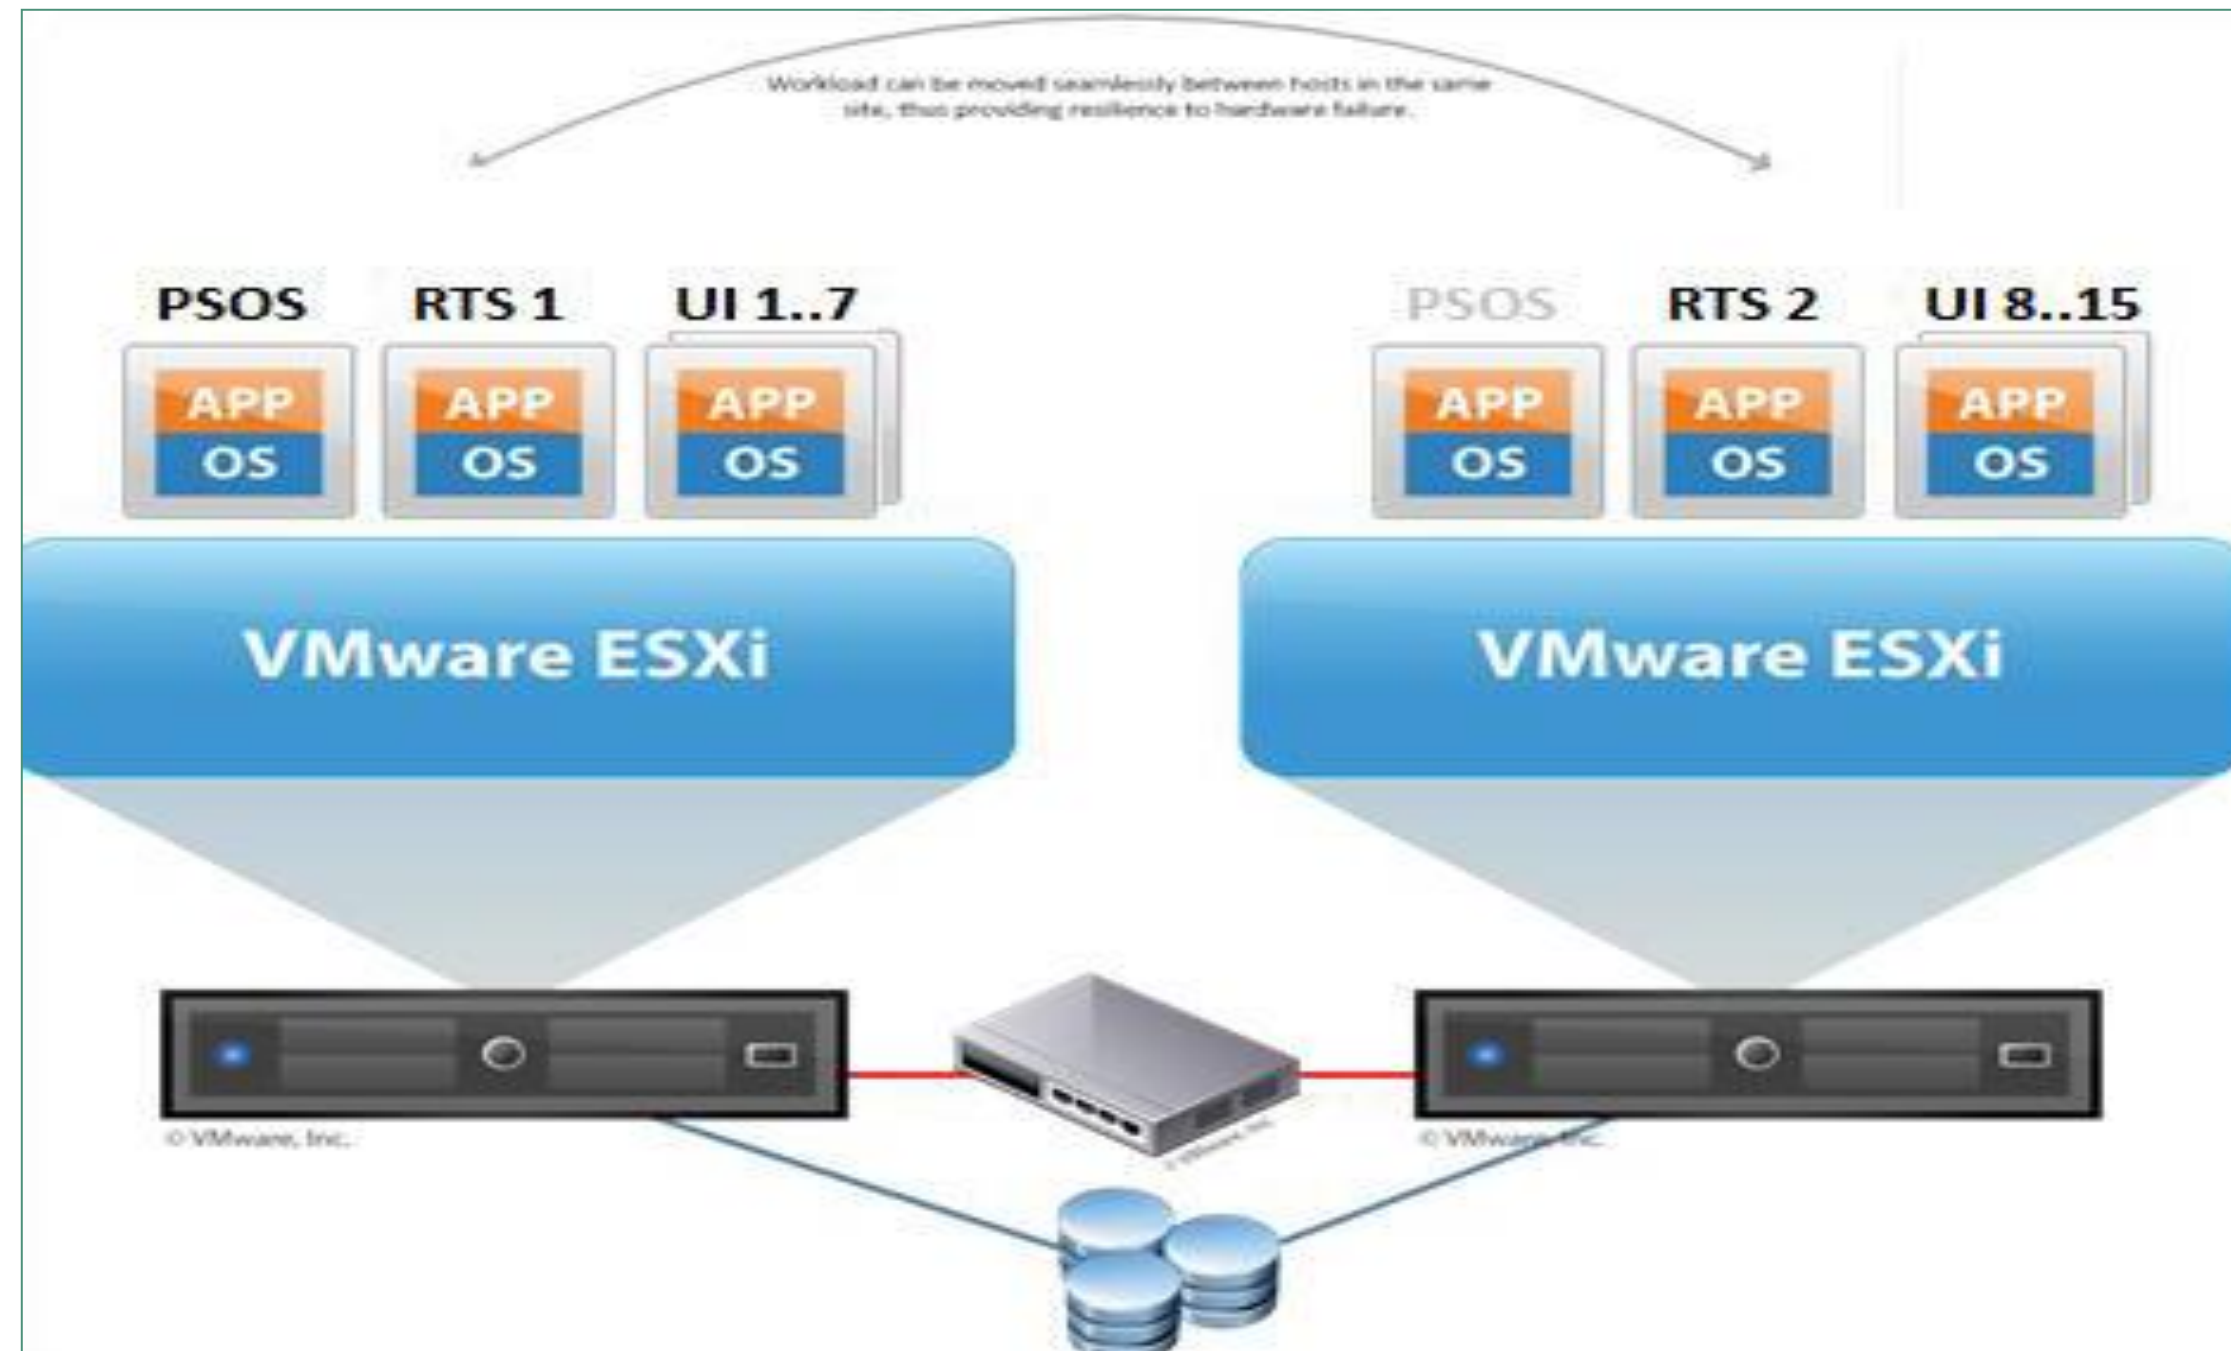 Workload can be moved seamlessly between hosts in the same
site, thus providing resilience to hardware failure.
PSOS RTS 1 UI 1..7 PSOS RTS 2 UI 8..15
APP APP APP APP APP APP
OS OS OS OS OS OS
VMware ESXi VMware ESXi
© VMware, Inc. © VMware, Inc.
VMware, Inc